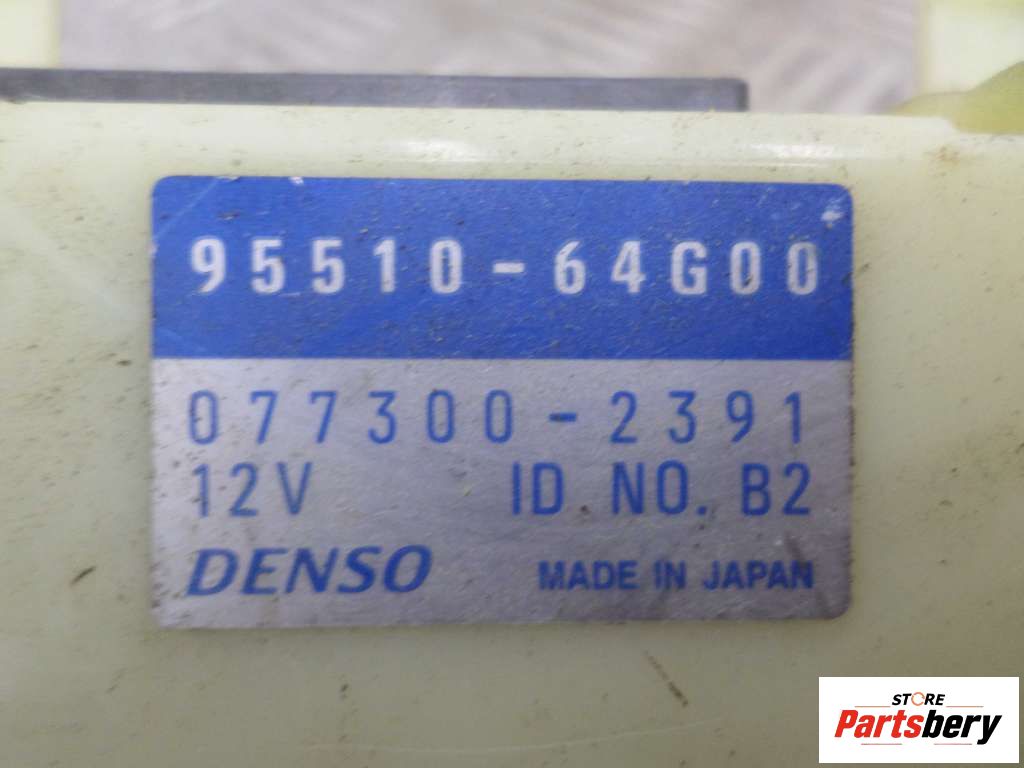 95510-64G00
077300-2391
12V ID NO. B2
DENSO MADE IN JAPAN
STORE
Partsbery